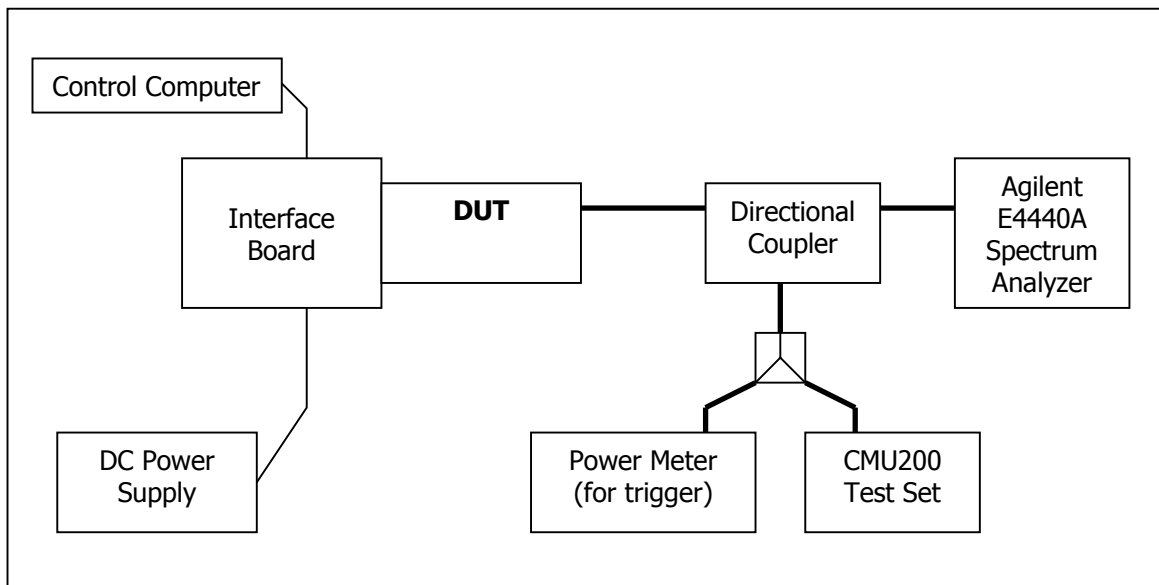 Control Computer
Interface
Board
DUT
Directional
Coupler
Agilent
E4440A
Spectrum
Analyzer
DC Power
Supply
Power Meter
(for trigger)
CMU200
Test Set